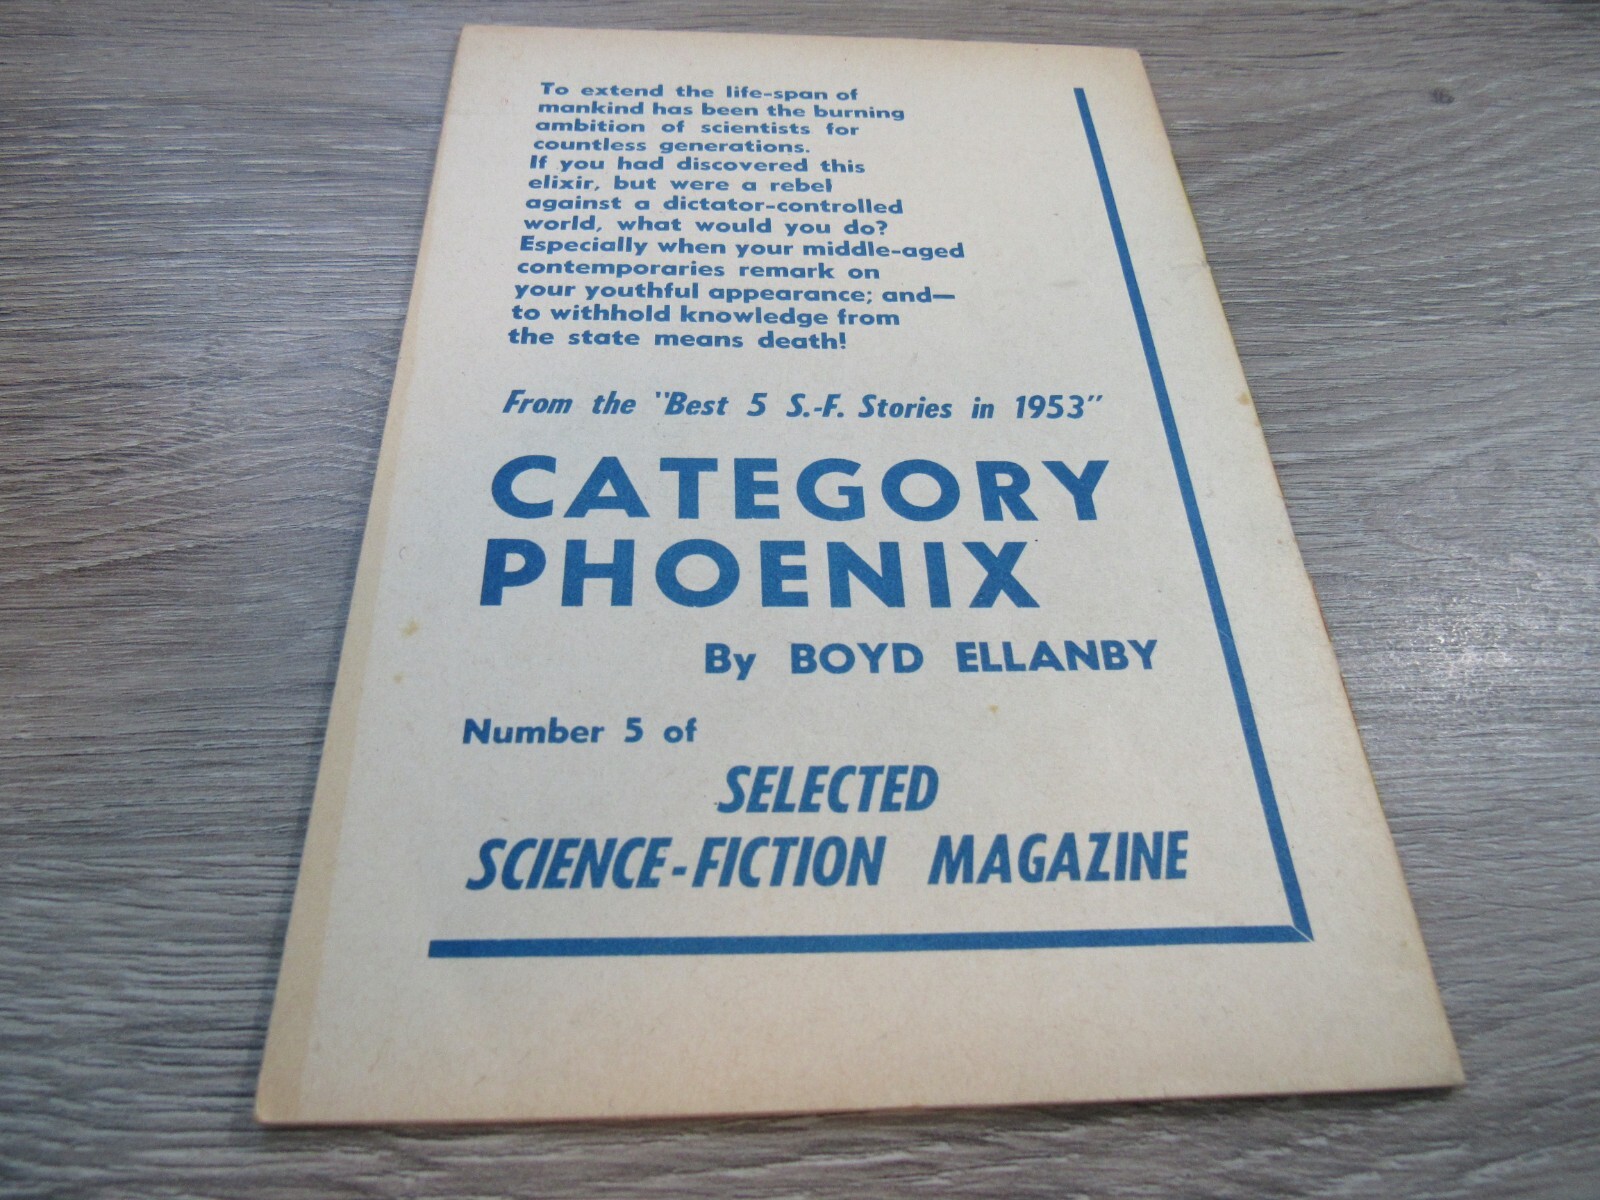 To extend the life-span of
mankind has been the burning
ambition of scientists for
countless generations.
If you had discovered this
elixir, but were a rebel
against a dictator-controlled
world, what would you do?
Especially when your middle-aged
contemporaries remark on
your youthful appearance; and—
to withhold knowledge from
the state means death!
From the "Best 5 S.-F. Stories in 1953"
CATEGORY
PHOENIX
By BOYD ELLANBY
Number 5 of
SELECTED
SCIENCE-FICTION MAGAZINE